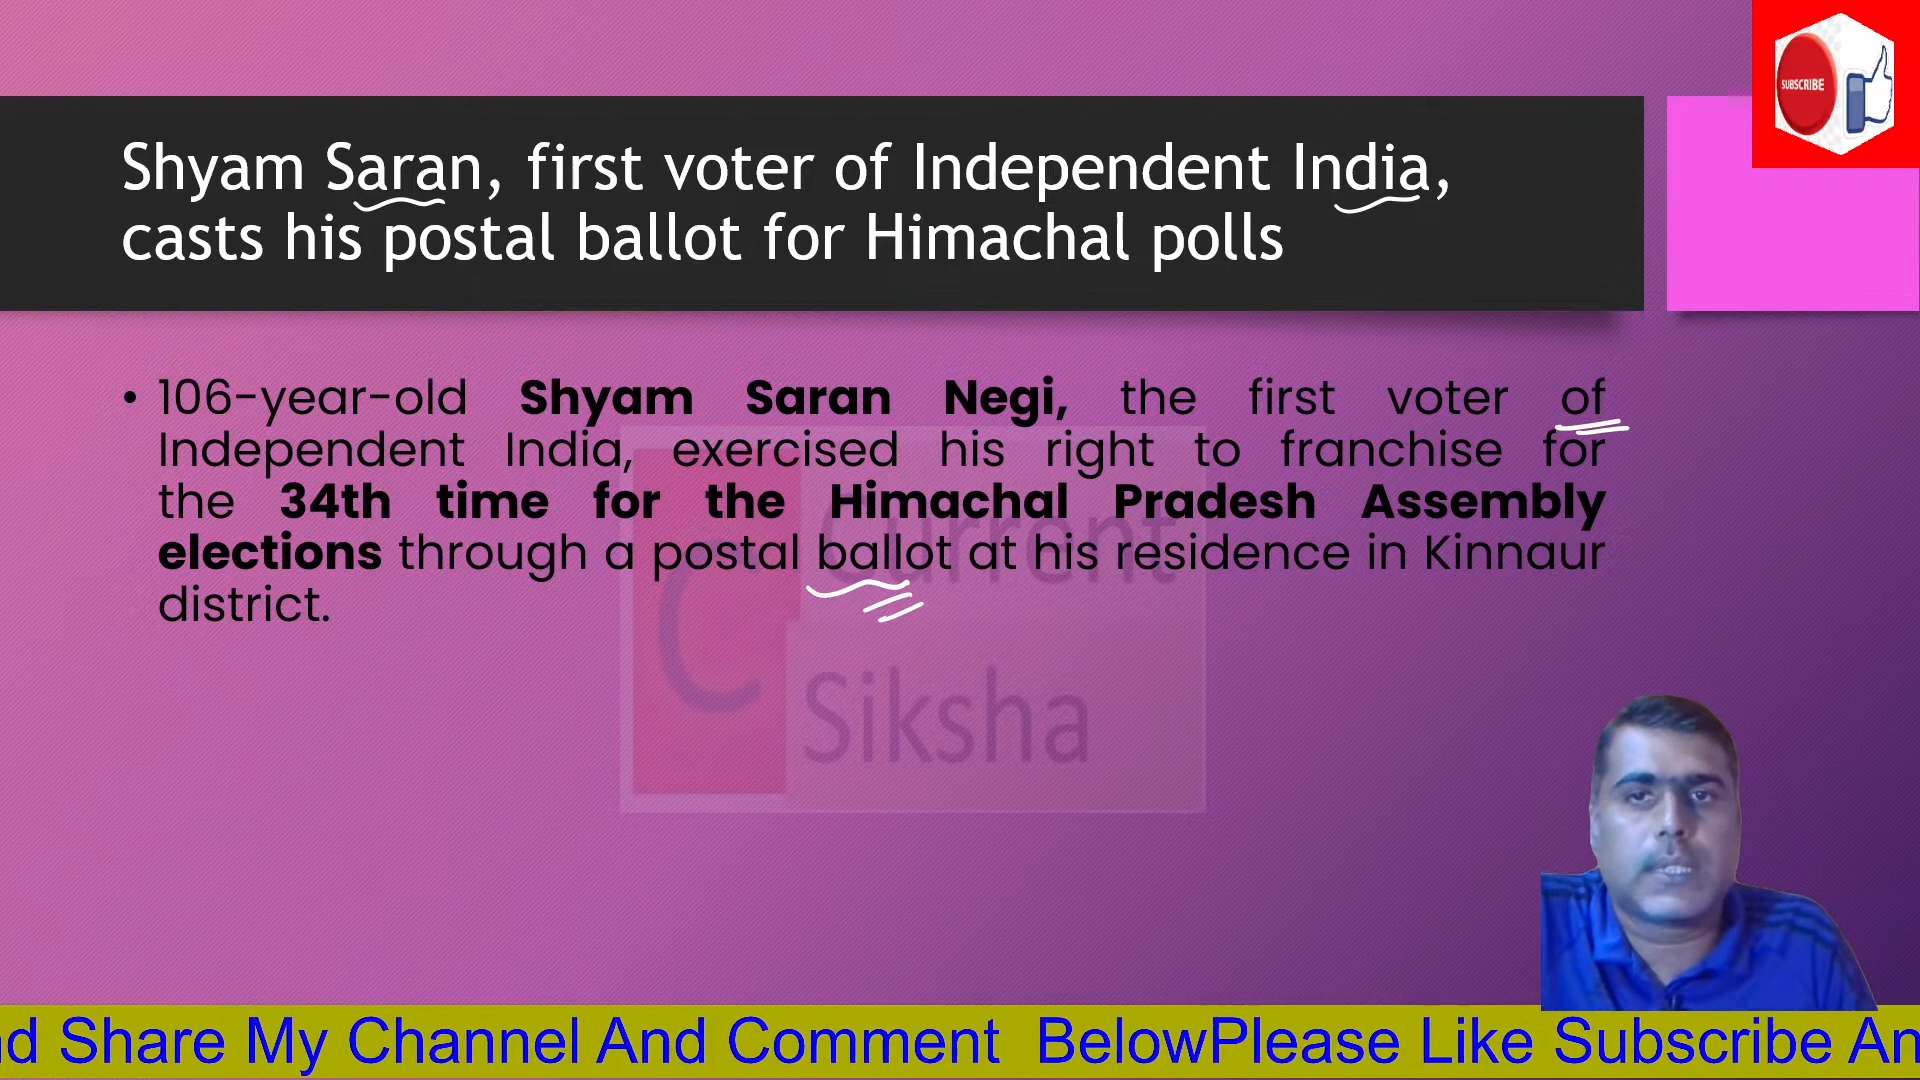 SUBSCRIBE
Shyam Saran, first voter of Independent India,
casts his postal ballot for Himachal polls
• 106-year-old Shyam Saran Negi, the first voter of
Independent India, exercised his right to franchise for
the 34th time for the Himachal Pradesh Assembly
elections through a postal ballot at his residence in Kinnaur
district.
C Current
Siksha
d Share My Channel And Comment BelowPlease Like Subscribe An